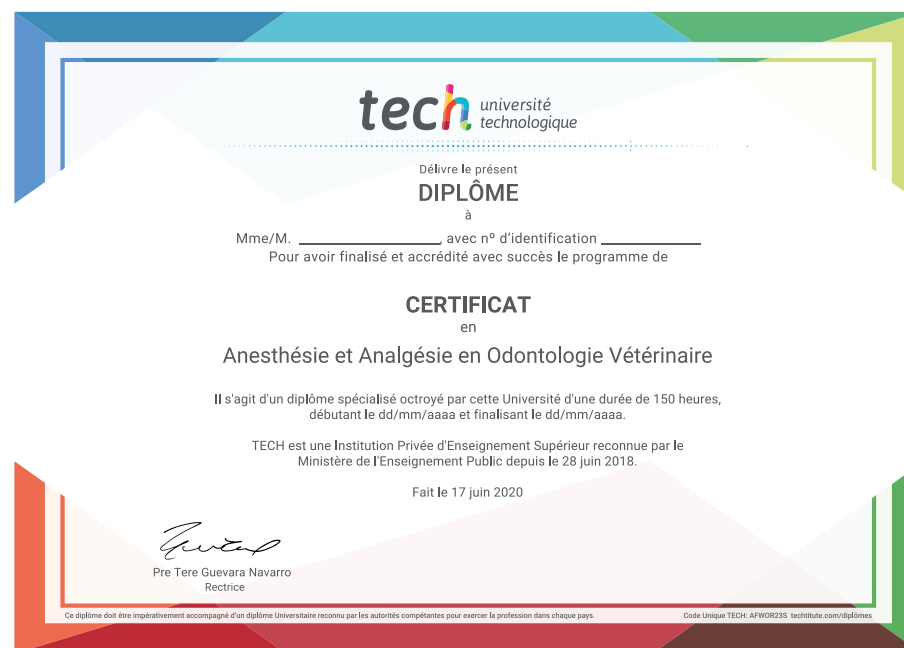 tech université
technologique
Délivre le présent
DIPLÔME
à
Mme/M. ____________, avec nº d'identification ____________
Pour avoir finalisé et accrédité avec succès le programme de
CERTIFICAT
en
Anesthésie et Analgésie en Odontologie Vétérinaire
Il s'agit d'un diplôme spécialisé octroyé par cette Université d'une durée de 150 heures,
débutant le dd/mm/aaaa et finalisant le dd/mm/aaaa.
TECH est une Institution Privée d'Enseignement Supérieur reconnue par le
Ministère de l'Enseignement Public depuis le 28 juin 2018.
Fait le 17 juin 2020
Pre Tere Guevara Navarro
Rectrice
Ce diplôme doit être impérativement accompagné d'un diplôme Universitaire reconnu par les autorités compétentes pour exercer la profession dans chaque pays. Code Unique TECH: AFWOR23S techtitute.com/diplômes